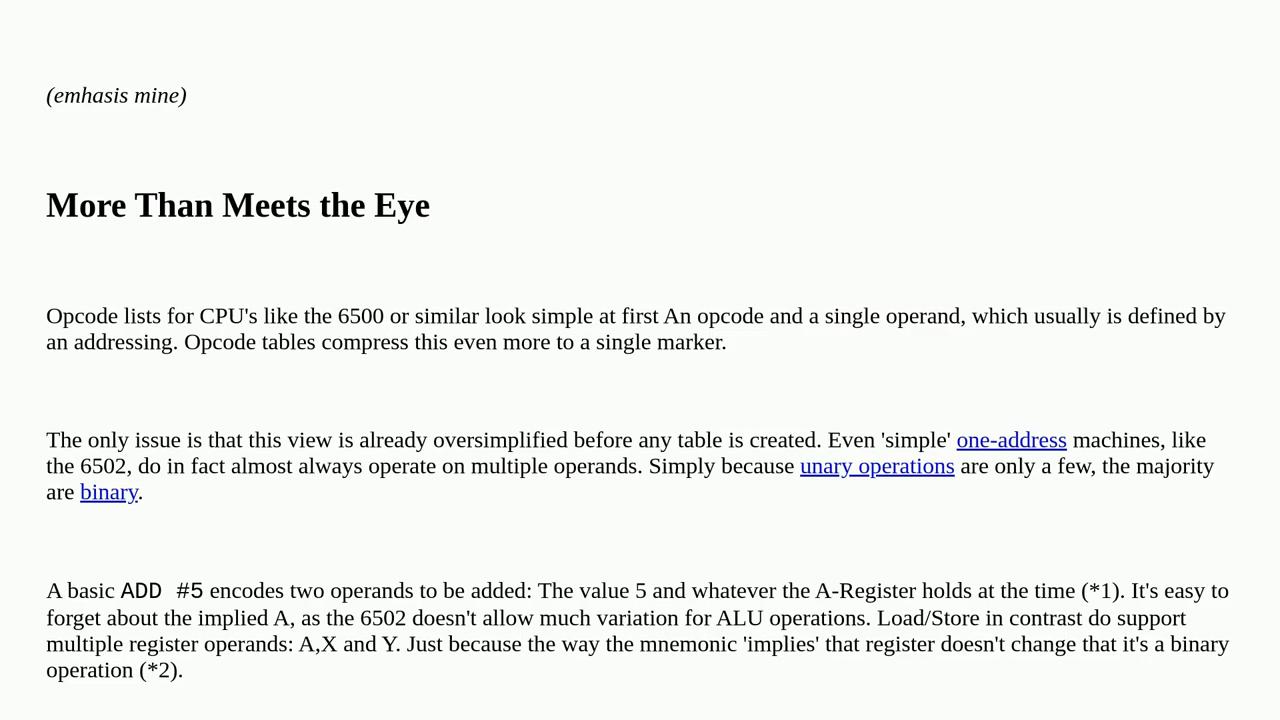 (emhasis mine)
More Than Meets the Eye
Opcode lists for CPU's like the 6500 or similar look simple at first An opcode and a single operand, which usually is defined by
an addressing. Opcode tables compress this even more to a single marker.
The only issue is that this view is already oversimplified before any table is created. Even 'simple' one-address machines, like
the 6502, do in fact almost always operate on multiple operands. Simply because unary operations are only a few, the majority
are binary.
A basic ADD #5 encodes two operands to be added: The value 5 and whatever the A-Register holds at the time (*1). It's easy to
forget about the implied A, as the 6502 doesn't allow much variation for ALU operations. Load/Store in contrast do support
multiple register operands: A,X and Y. Just because the way the mnemonic 'implies' that register doesn't change that it's a binary
operation (*2).